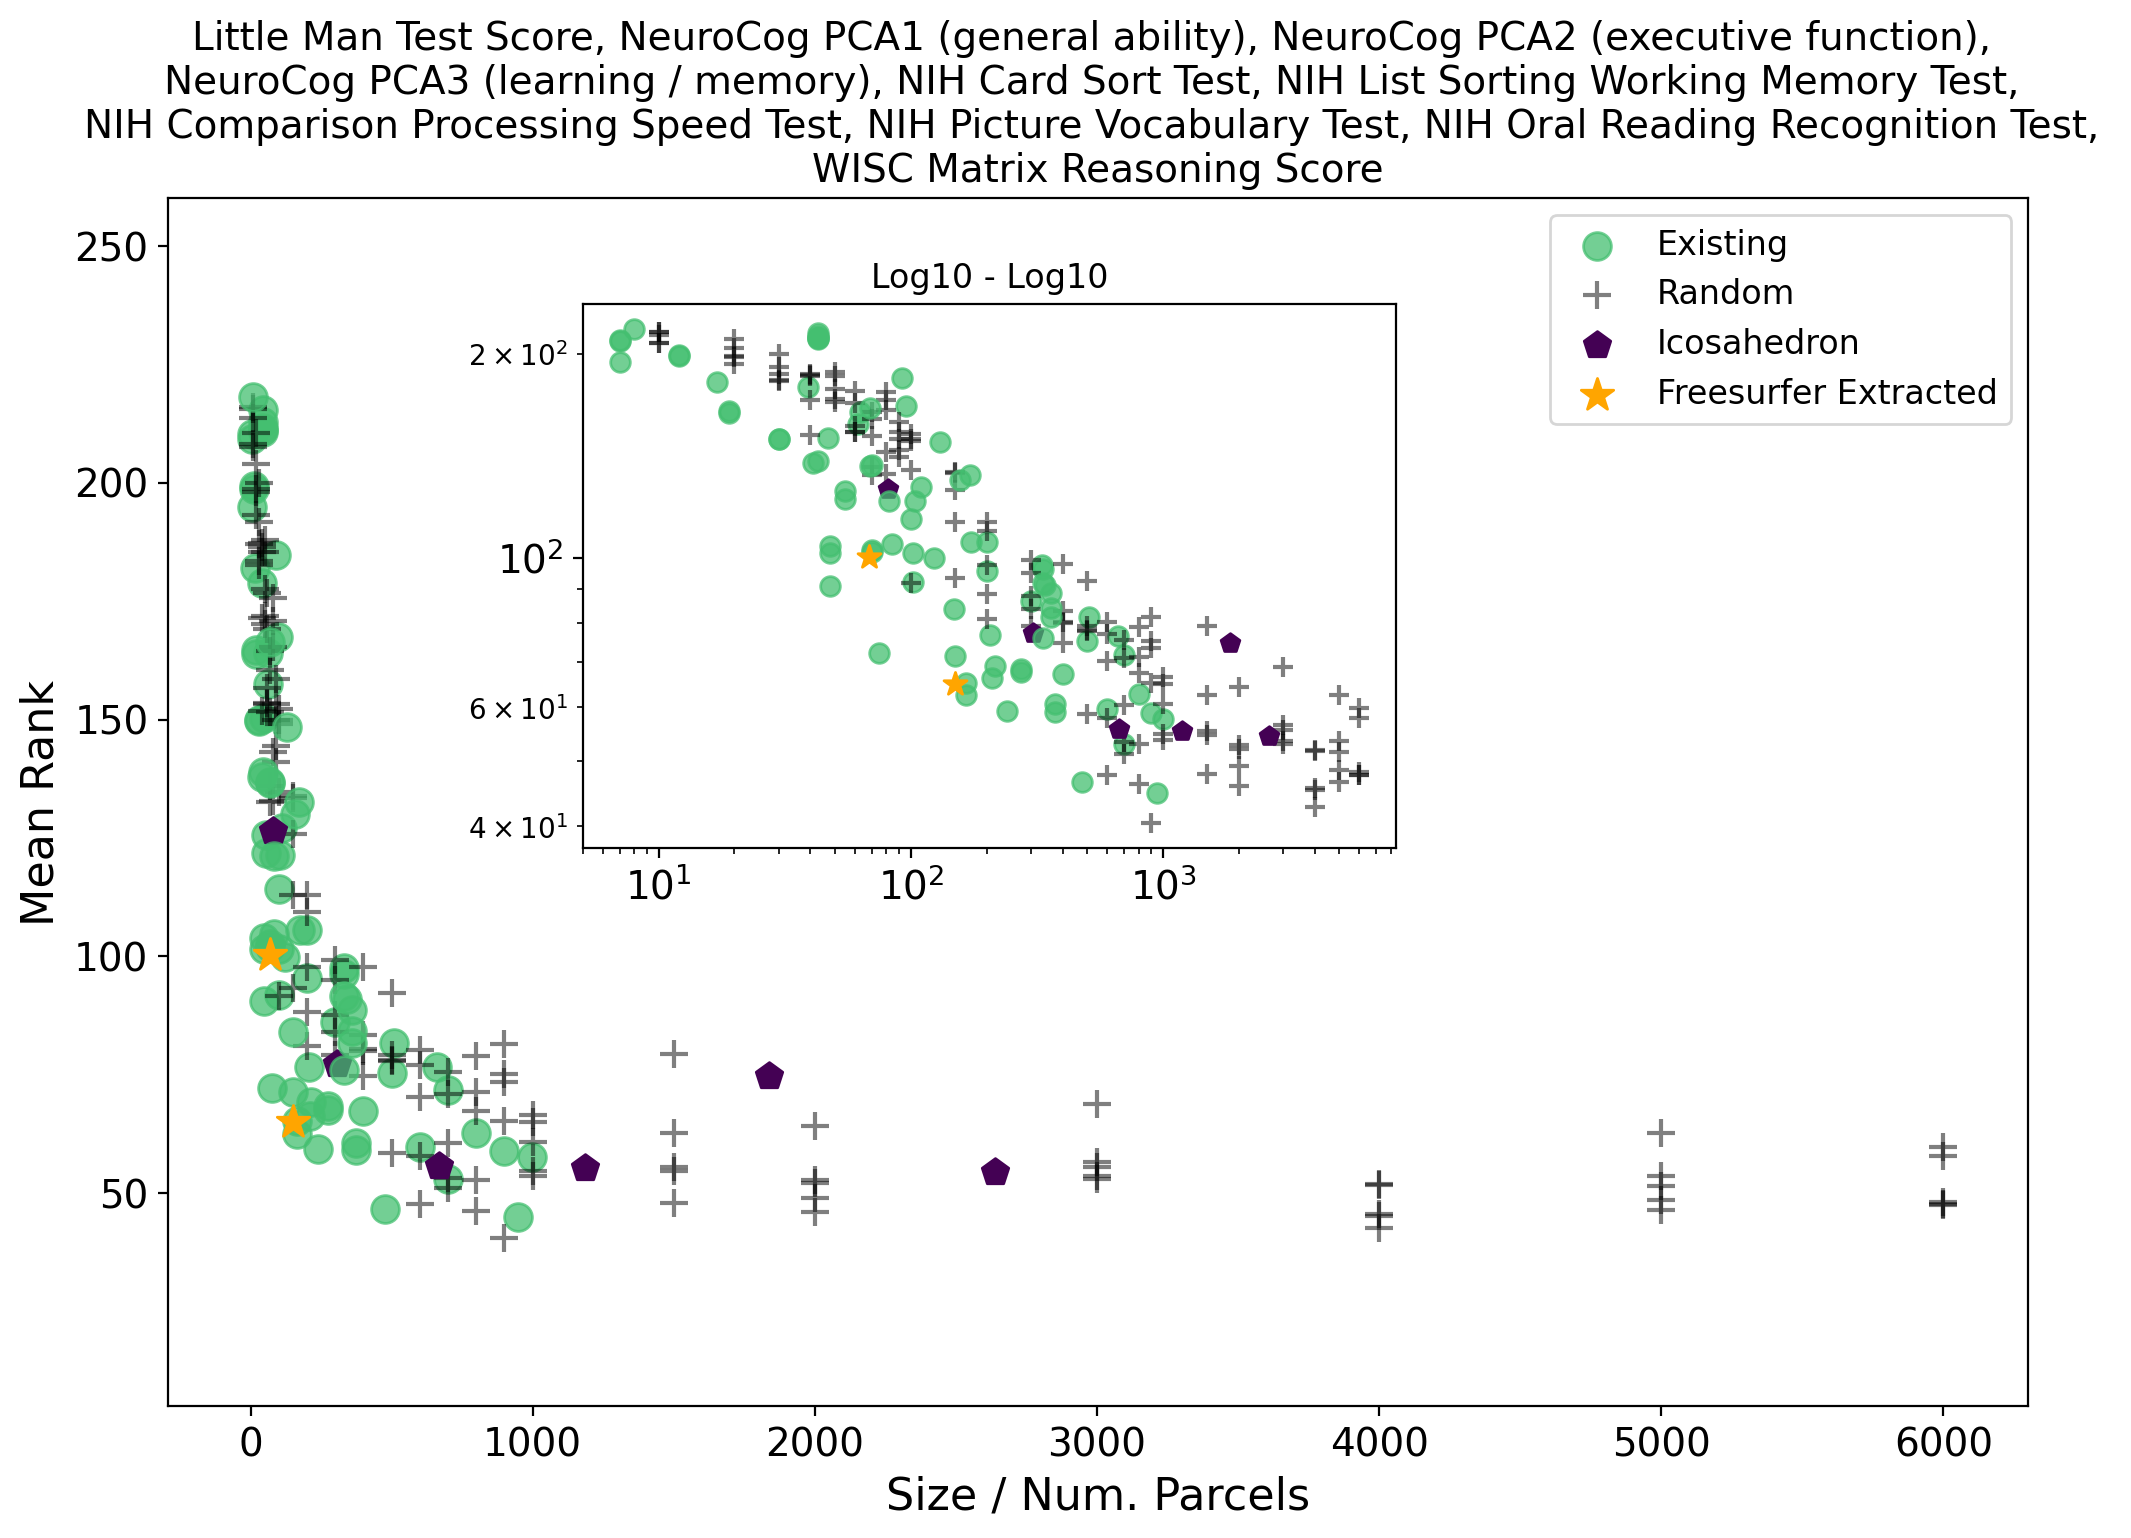 Little Man Test Score, NeuroCog PCA1 (general ability), NeuroCog PCA2 (executive function),
NeuroCog PCA3 (learning / memory), NIH Card Sort Test, NIH List Sorting Working Memory Test,
NIH Comparison Processing Speed Test, NIH Picture Vocabulary Test, NIH Oral Reading Recognition Test,
WISC Matrix Reasoning Score
250
200
150
100
50
Mean Rank
Existing
Random
Icosahedron
Freesurfer Extracted
Log10 - Log10
2 × 10²
10²
6 × 10¹
4 × 10¹
10¹ 10² 10³
0 1000 2000 3000 4000 5000 6000
Size / Num. Parcels